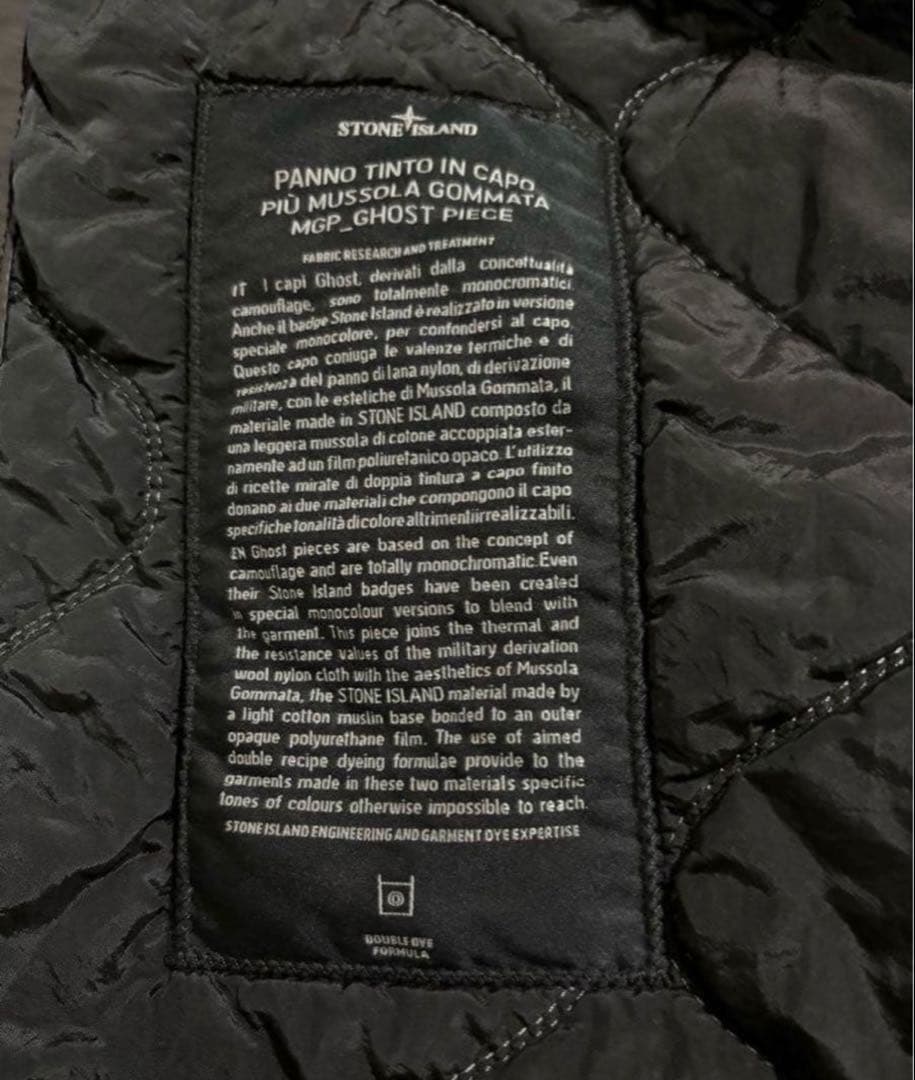 STONE ISLAND
PANNO TINTO IN CAPO
PIÙ MUSSOLA GOMMATA
MGP_GHOST PIECE
FABRIC RESEARCH AND TREATMENT
IT I capi Ghost, derivati dalla concettualità
camouflage, sono totalmente monocromatici.
Anche il badge Stone Island è realizzato in versione
speciale monocolore, per confondersi al capo.
Questo capo coniuga le valenze termiche e di
resistenza del panno di lana nylon, di derivazione
militare, con le estetiche di Mussola Gommata, il
materiale made in STONE ISLAND composto da
una leggera mussola di cotone accoppiata ester-
namente ad un film poliuretanico opaco. L'utilizzo
di ricette mirate di doppia tintura a capo finito
donano ai due materiali che compongono il capo
specifiche tonalità di colore altrimenti irrealizzabili.
EN Ghost pieces are based on the concept of
camouflage and are totally monochromatic. Even
their Stone Island badges have been created
in special monocolour versions to blend with
the garment. This piece joins the thermal and
the resistance values of the military derivation
wool nylon cloth with the aesthetics of Mussola
Gommata, the STONE ISLAND material made by
a light cotton muslin base bonded to an outer
opaque polyurethane film. The use of aimed
double recipe dyeing formulae provide to the
garments made in these two materials specific
tones of colours otherwise impossible to reach.
STONE ISLAND ENGINEERING AND GARMENT DYE EXPERTISE
DOUBLE DYE
FORMULA